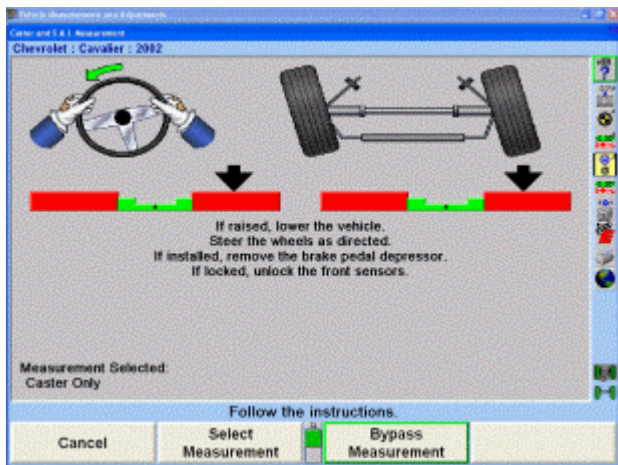 Vehicle Measurements and Adjustments
Caster and S.A.I. Measurement
Chevrolet : Cavalier : 2002
If raised, lower the vehicle.
Steer the wheels as directed.
If installed, remove the brake pedal depressor.
If locked, unlock the front sensors.
Measurement Selected:
Caster Only
Follow the instructions.
Cancel
Select
Measurement
Bypass
Measurement